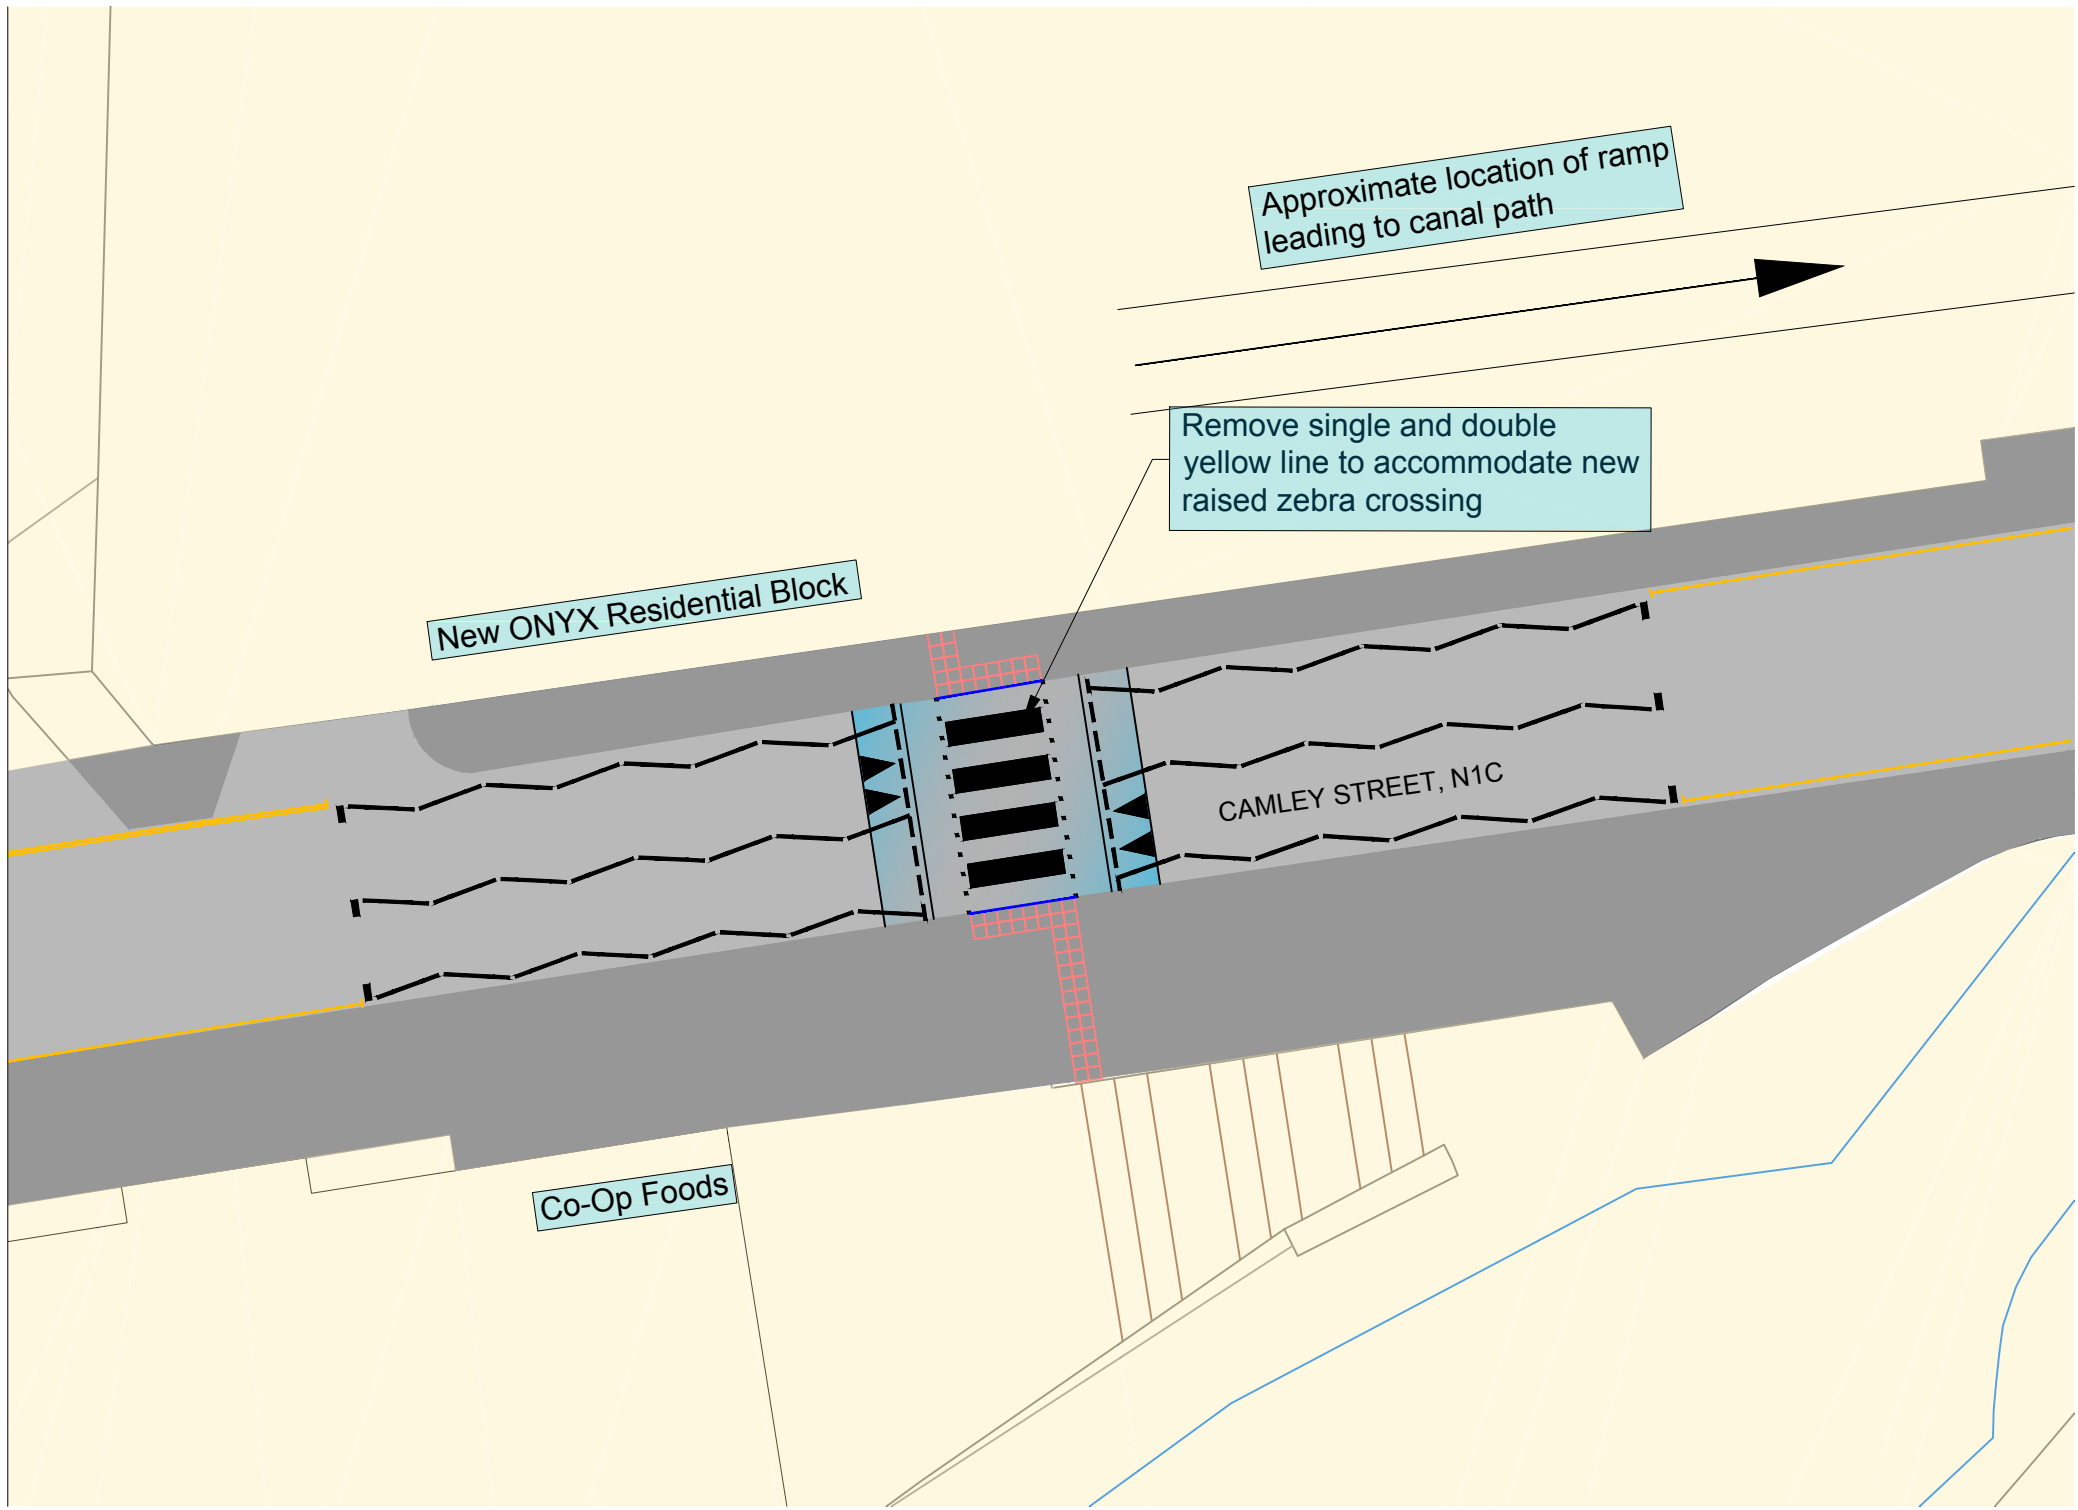 Approximate location of ramp
leading to canal path
Remove single and double
yellow line to accommodate new
raised zebra crossing
New ONYX Residential Block
CAMLEY STREET, N1C
Co-Op Foods